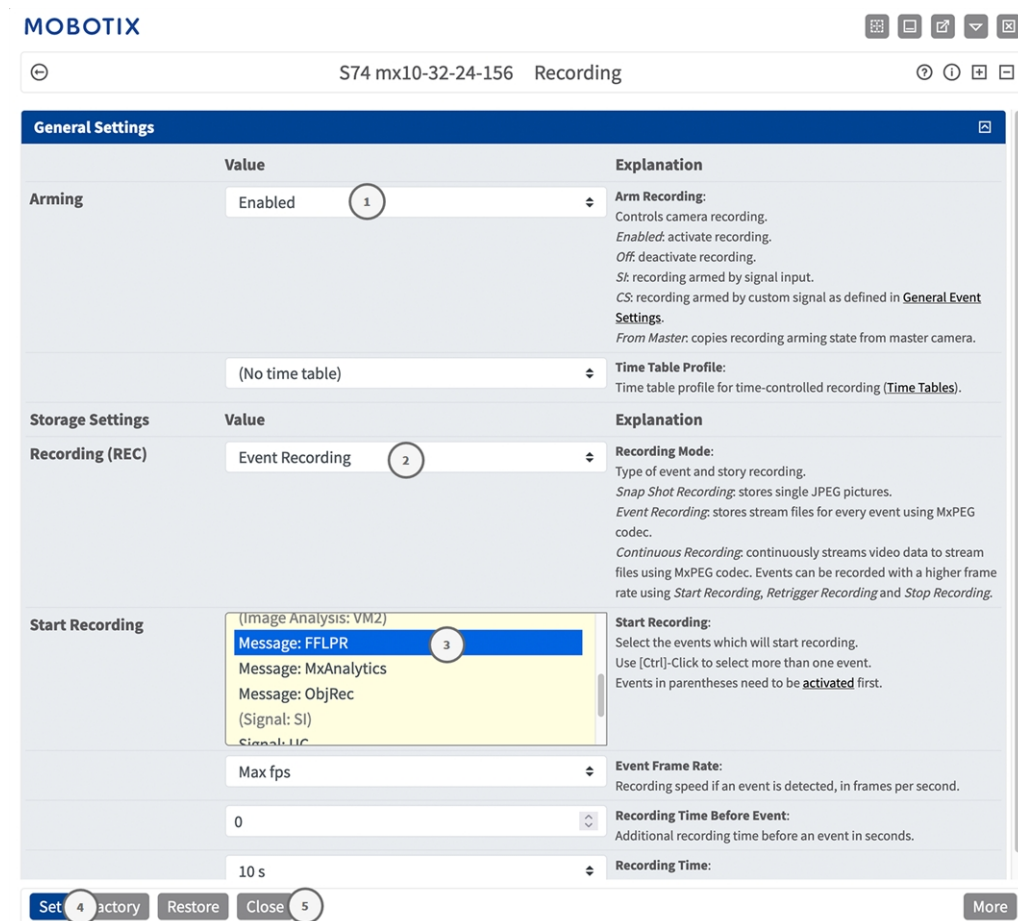 MOBOTIX
S74 mx10-32-24-156 Recording
General Settings
Value Explanation
Arming
Enabled 1
Arm Recording:
Controls camera recording.
Enabled: activate recording.
Off: deactivate recording.
SI: recording armed by signal input.
CS: recording armed by custom signal as defined in General Event
Settings.
From Master: copies recording arming state from master camera.
(No time table)
Time Table Profile:
Time table profile for time-controlled recording (Time Tables).
Storage Settings Value Explanation
Recording (REC)
Event Recording 2
Recording Mode:
Type of event and story recording.
Snap Shot Recording: stores single JPEG pictures.
Event Recording: stores stream files for every event using MxPEG
codec.
Continuous Recording: continuously streams video data to stream
files using MxPEG codec. Events can be recorded with a higher frame
rate using Start Recording, Retrigger Recording and Stop Recording.
Start Recording
(Image Analysis: VM2)
Message: FFLPR 3
Message: MxAnalytics
Message: ObjRec
(Signal: SI)
Signal: UC
Start Recording:
Select the events which will start recording.
Use [Ctrl]-Click to select more than one event.
Events in parentheses need to be activated first.
Max fps
Event Frame Rate:
Recording speed if an event is detected, in frames per second.
0
Recording Time Before Event:
Additional recording time before an event in seconds.
10 s
Recording Time:
Set 4 actory Restore Close 5 More